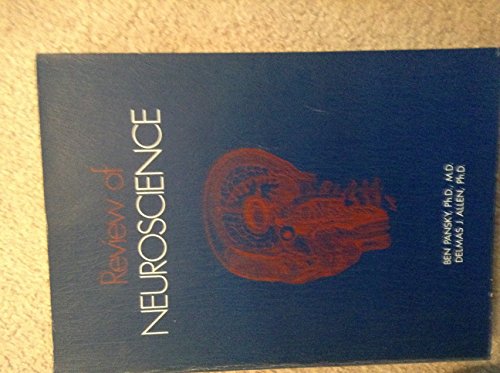 Review of
NEUROSCIENCE
BEN PANSKY, Ph.D., M.D.
DELMAS J. ALLEN, Ph.D.